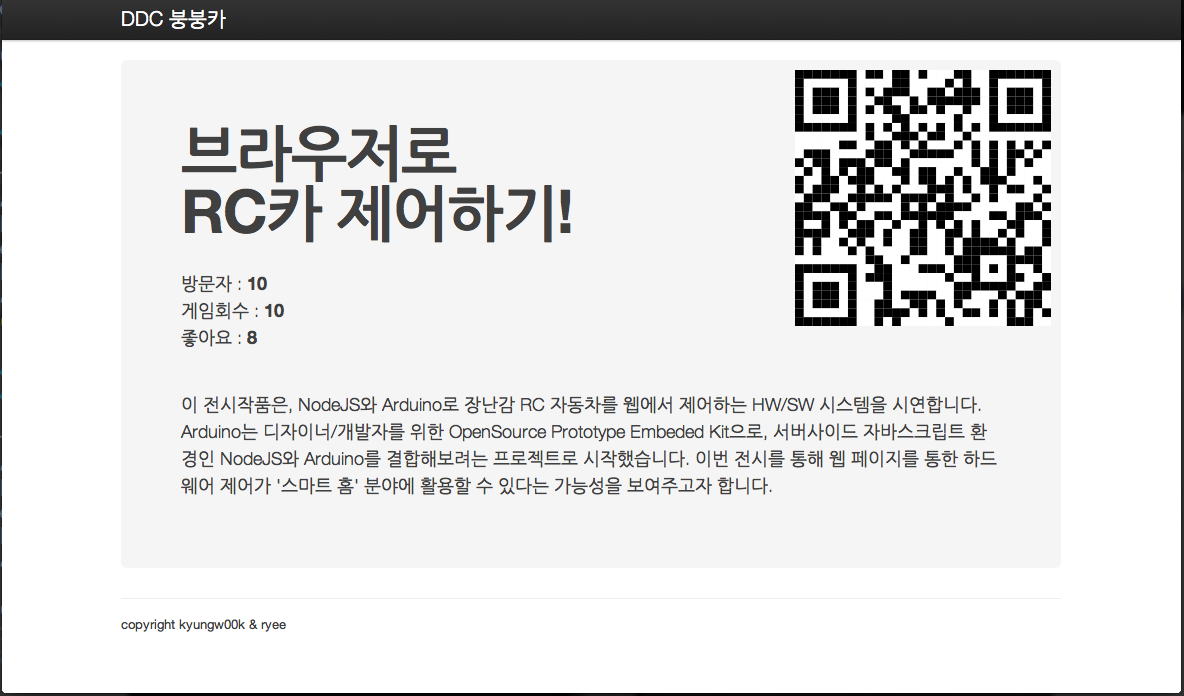 DDC 붕붕카
브라우저로
RC카 제어하기!
방문자 : 10
게임회수 : 10
좋아요 : 8
이 전시작품은, NodeJS와 Arduino로 장난감 RC 자동차를 웹에서 제어하는 HW/SW 시스템을 시연합니다.
Arduino는 디자이너/개발자를 위한 OpenSource Prototype Embeded Kit으로, 서버사이드 자바스크립트 환
경인 NodeJS와 Arduino를 결합해보려는 프로젝트로 시작했습니다. 이번 전시를 통해 웹 페이지를 통한 하드
웨어 제어가 '스마트 홈' 분야에 활용할 수 있다는 가능성을 보여주고자 합니다.
copyright kyungw00k & ryee